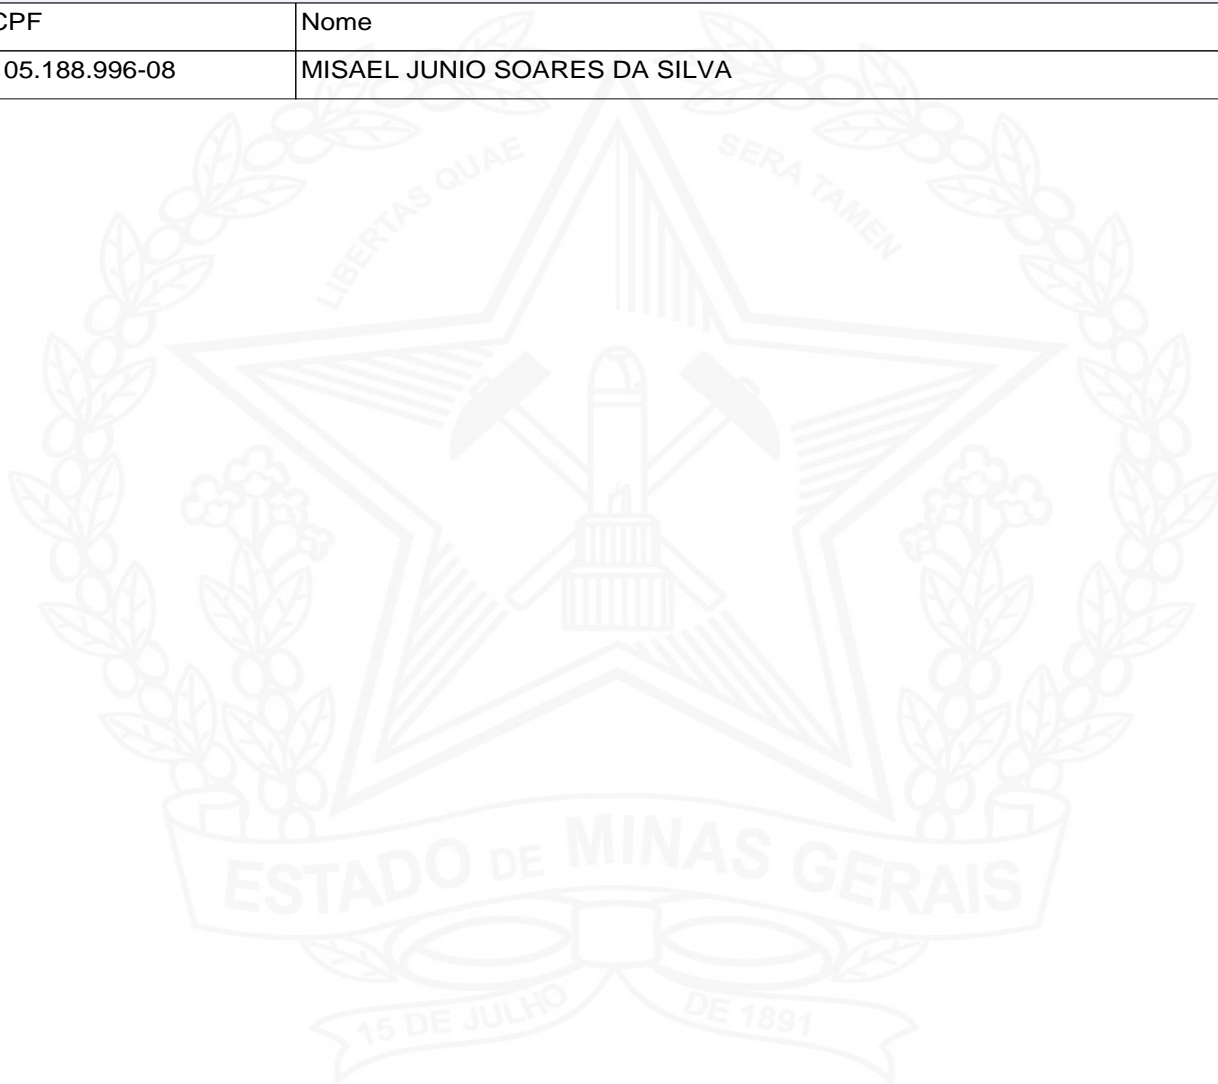 CPF Nome
05.188.996-08 MISAEL JUNIO SOARES DA SILVA
LIBERTAS QUAE SERA TAMEN
ESTADO DE MINAS GERAIS
15 DE JULHO DE 1891